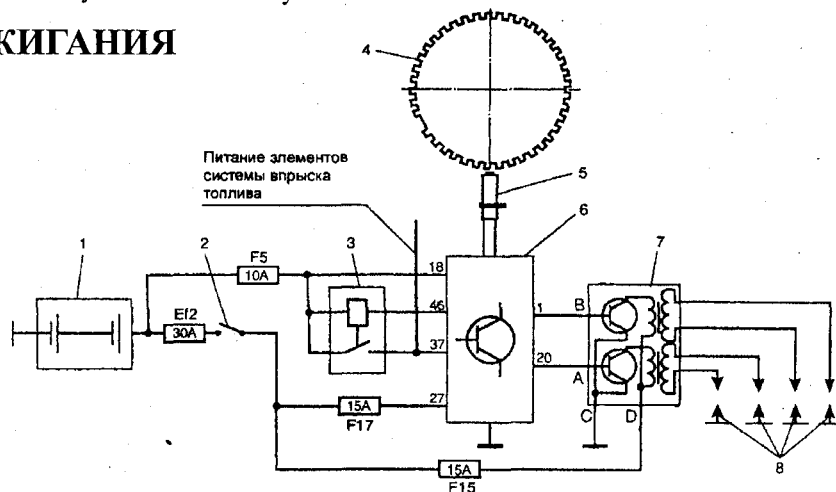 ЖИГАНИЯ
4
Питание элементов
системы впрыска
топлива
5
6
1
2
F5
10A
3
7
18
46
1
B
Ef2
30A
37
20
A
27
15A
F17
C
D
15A
F15
8